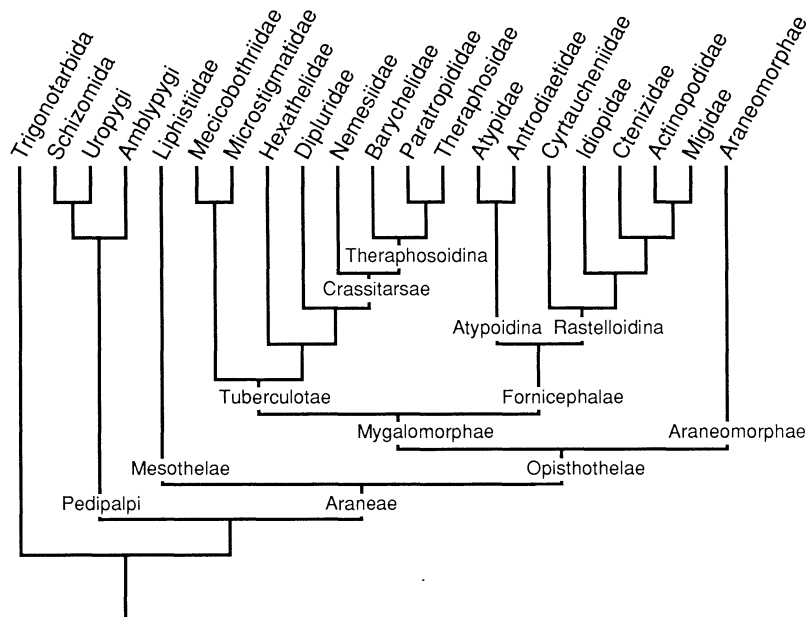 Trigonotarbida
Schizomida
Uropygi
Amblypygi
Liphistiidae
Mecicobothriidae
Microstigmatidae
Hexathelidae
Dipluridae
Nemesiidae
Barychelidae
Paratropididae
Theraphosidae
Atypidae
Antrodiaetidae
Cyrtaucheniidae
Idiopidae
Ctenizidae
Actinopodidae
Migidae
Araneomorphae
Theraphosoidina
Crassitarsae
Atypoidina Rastelloidina
Tuberculotae Fornicephalae
Mygalomorphae Araneomorphae
Mesothelae Opisthothelae
Pedipalpi Araneae